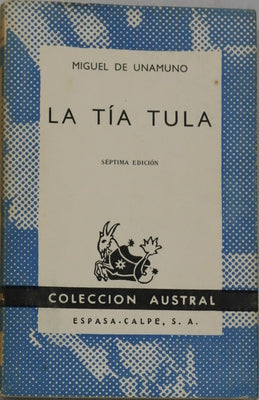 MIGUEL DE UNAMUNO
LA TÍA TULA
SÉPTIMA EDICIÓN
COLECCION AUSTRAL
ESPASA-CALPE, S. A.